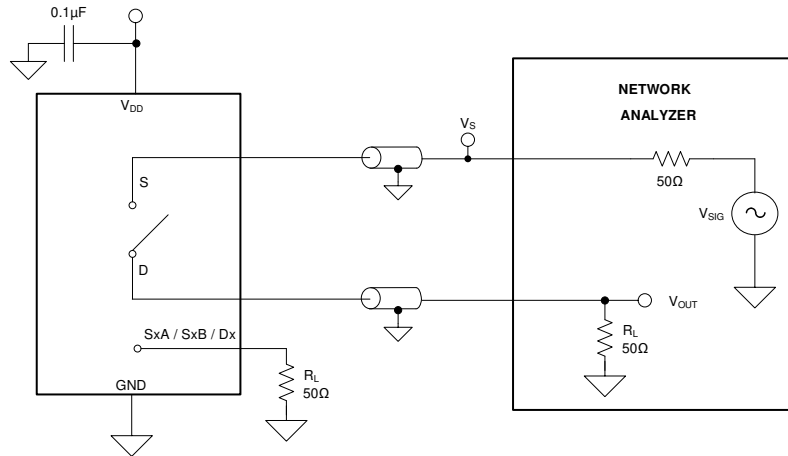 0.1µF
VDD
NETWORK
ANALYZER
VS
S
50Ω
VSIG
D
VOUT
SxA / SxB / Dx
RL
50Ω
GND
RL
50Ω